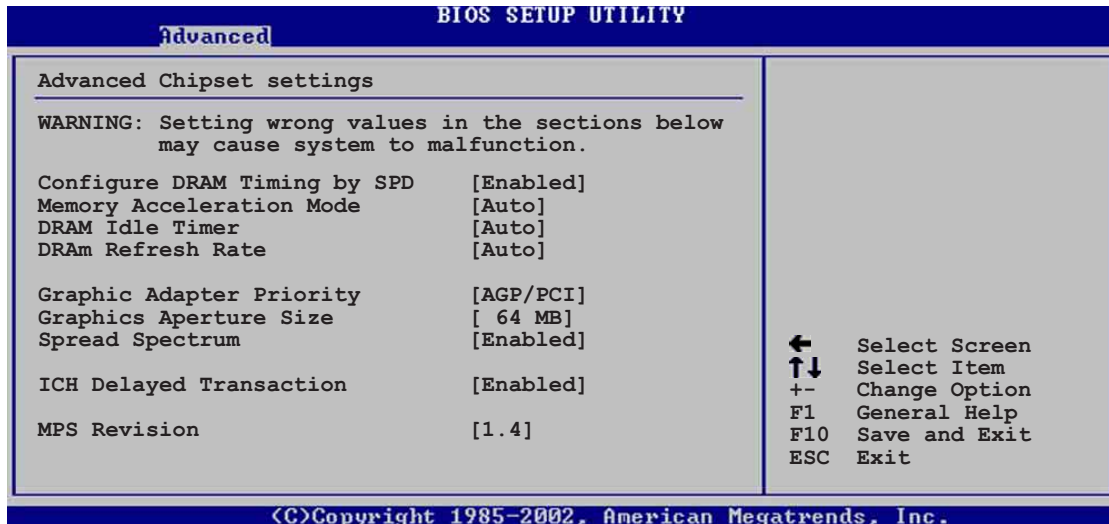 BIOS SETUP UTILITY
Advanced
Advanced Chipset settings
WARNING: Setting wrong values in the sections below
may cause system to malfunction.
Configure DRAM Timing by SPD [Enabled]
Memory Acceleration Mode [Auto]
DRAM Idle Timer [Auto]
DRAm Refresh Rate [Auto]
Graphic Adapter Priority [AGP/PCI]
Graphics Aperture Size [ 64 MB]
Spread Spectrum [Enabled]
ICH Delayed Transaction [Enabled]
MPS Revision [1.4]
← Select Screen
↑↓ Select Item
+- Change Option
F1 General Help
F10 Save and Exit
ESC Exit
(C)Copyright 1985-2002, American Megatrends, Inc.